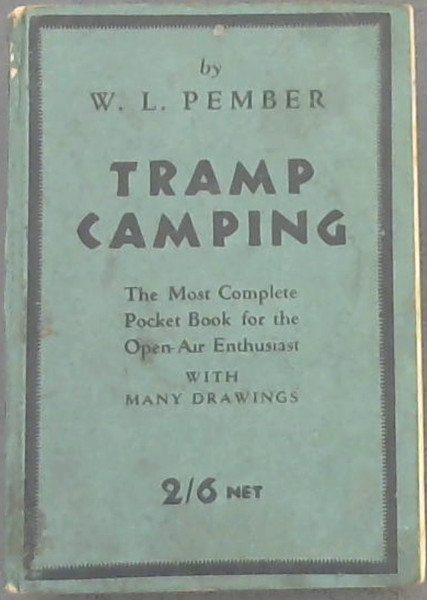 by
W. L. PEMBER
TRAMP
CAMPING
The Most Complete
Pocket Book for the
Open-Air Enthusiast
WITH
MANY DRAWINGS
2/6 NET